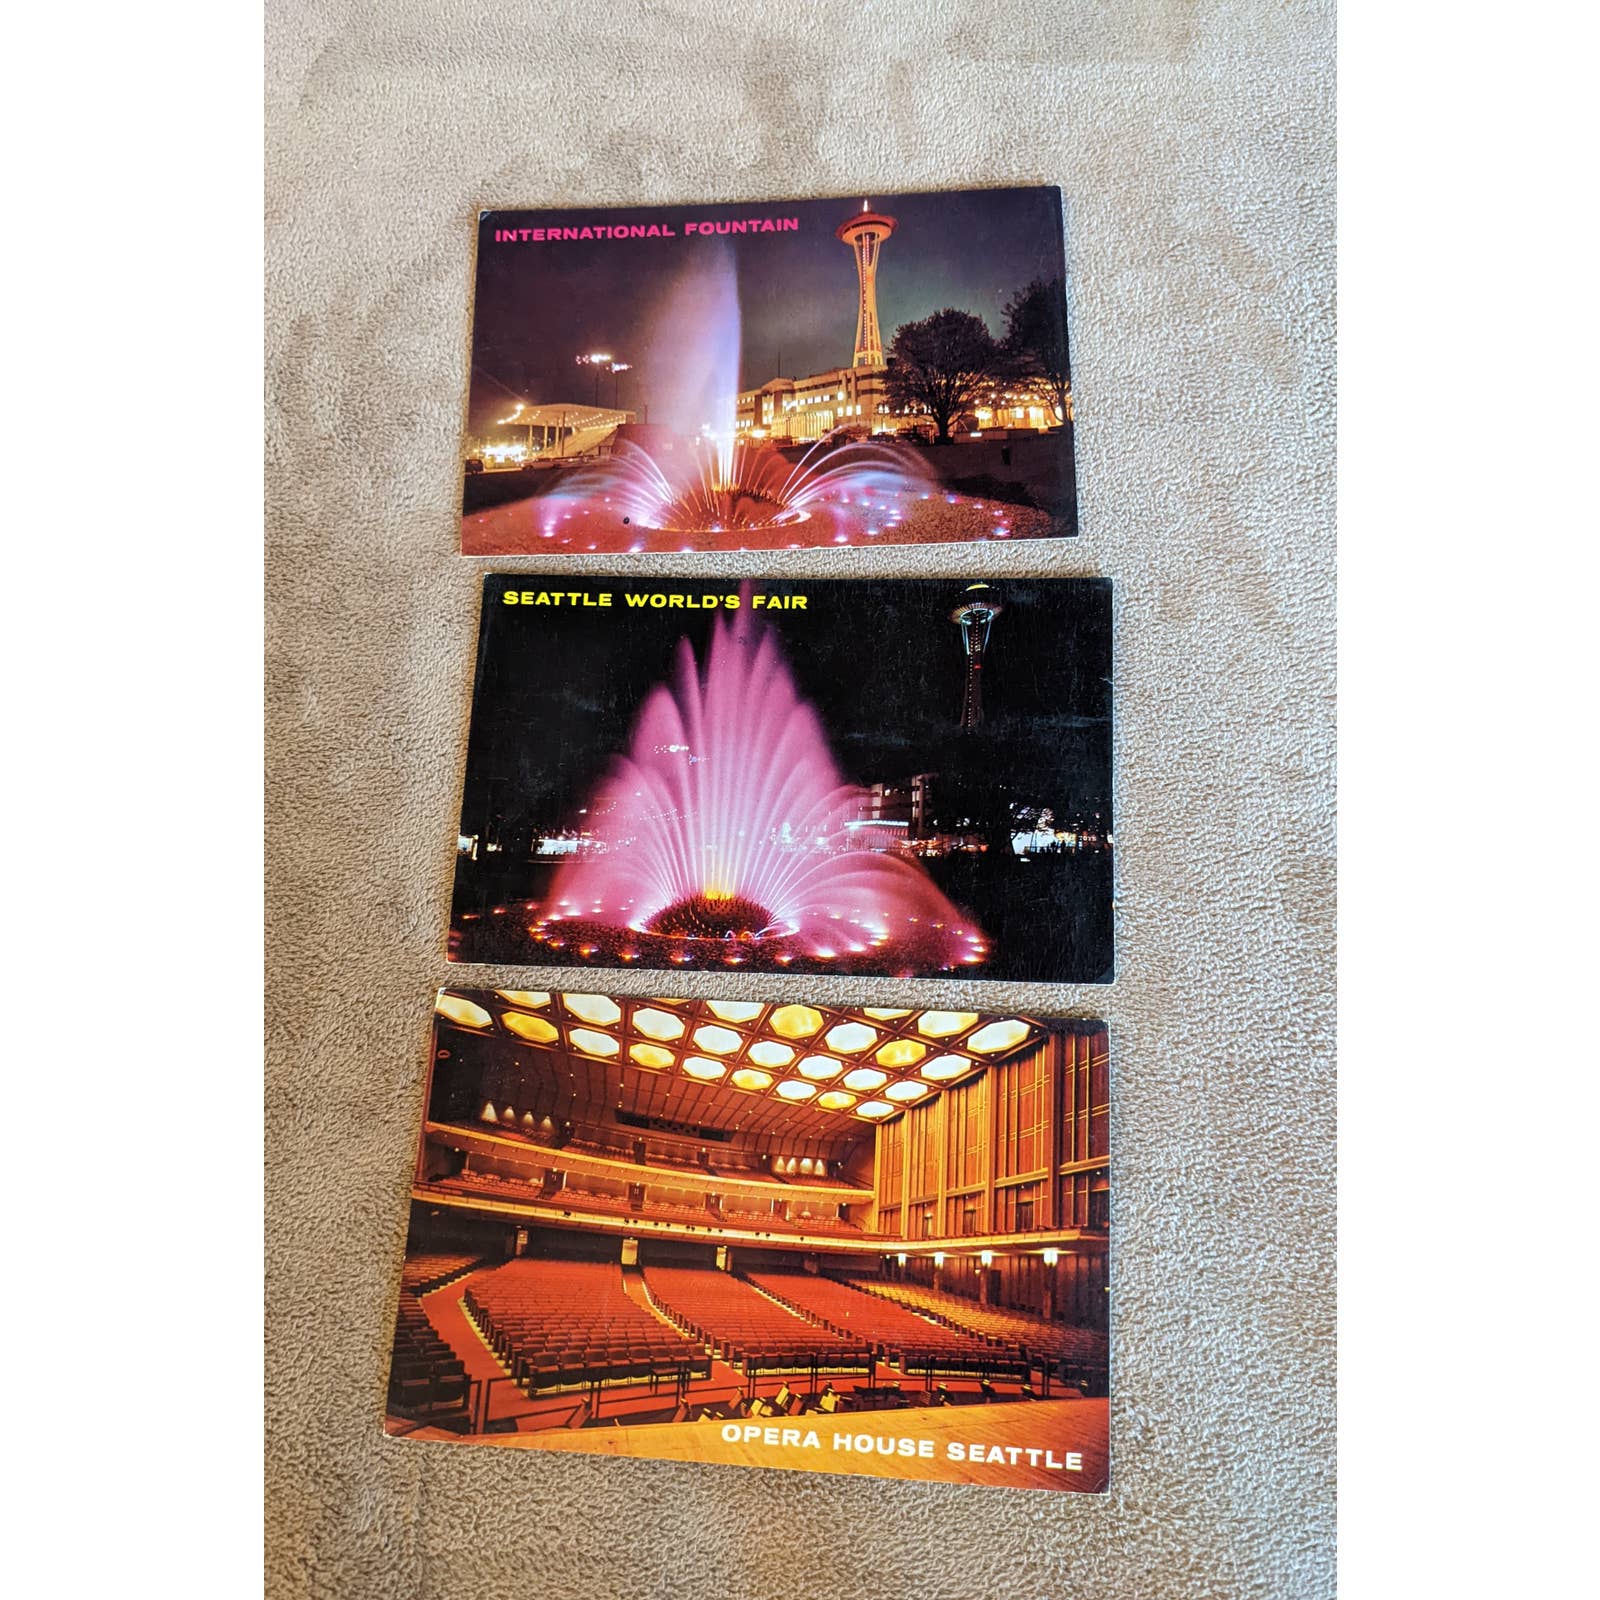 INTERNATIONAL FOUNTAIN
SEATTLE WORLD'S FAIR
OPERA HOUSE SEATTLE